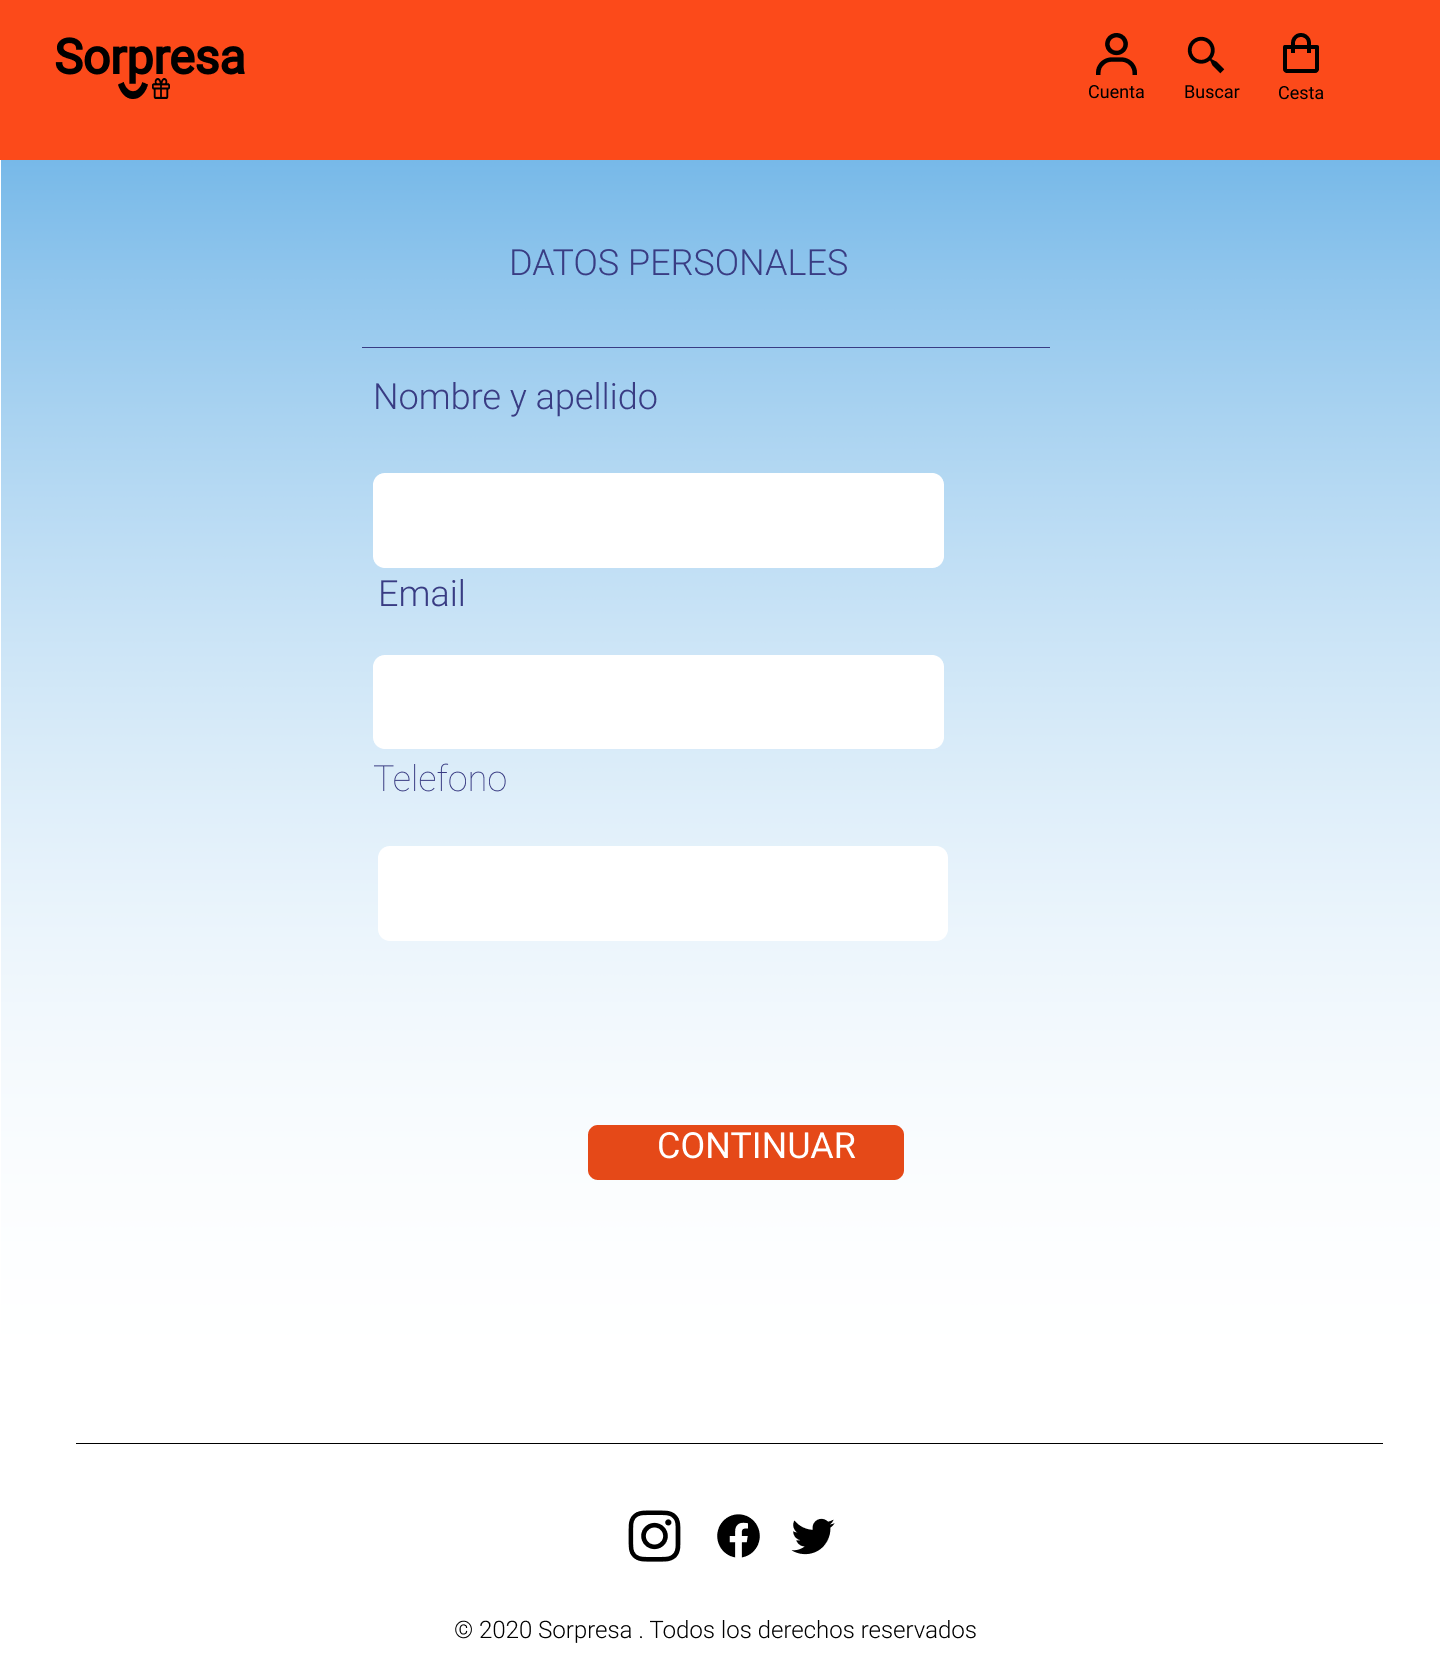 Sorpresa
Cuenta
Buscar
Cesta
DATOS PERSONALES
Nombre y apellido
Email
Telefono
CONTINUAR
© 2020 Sorpresa . Todos los derechos reservados